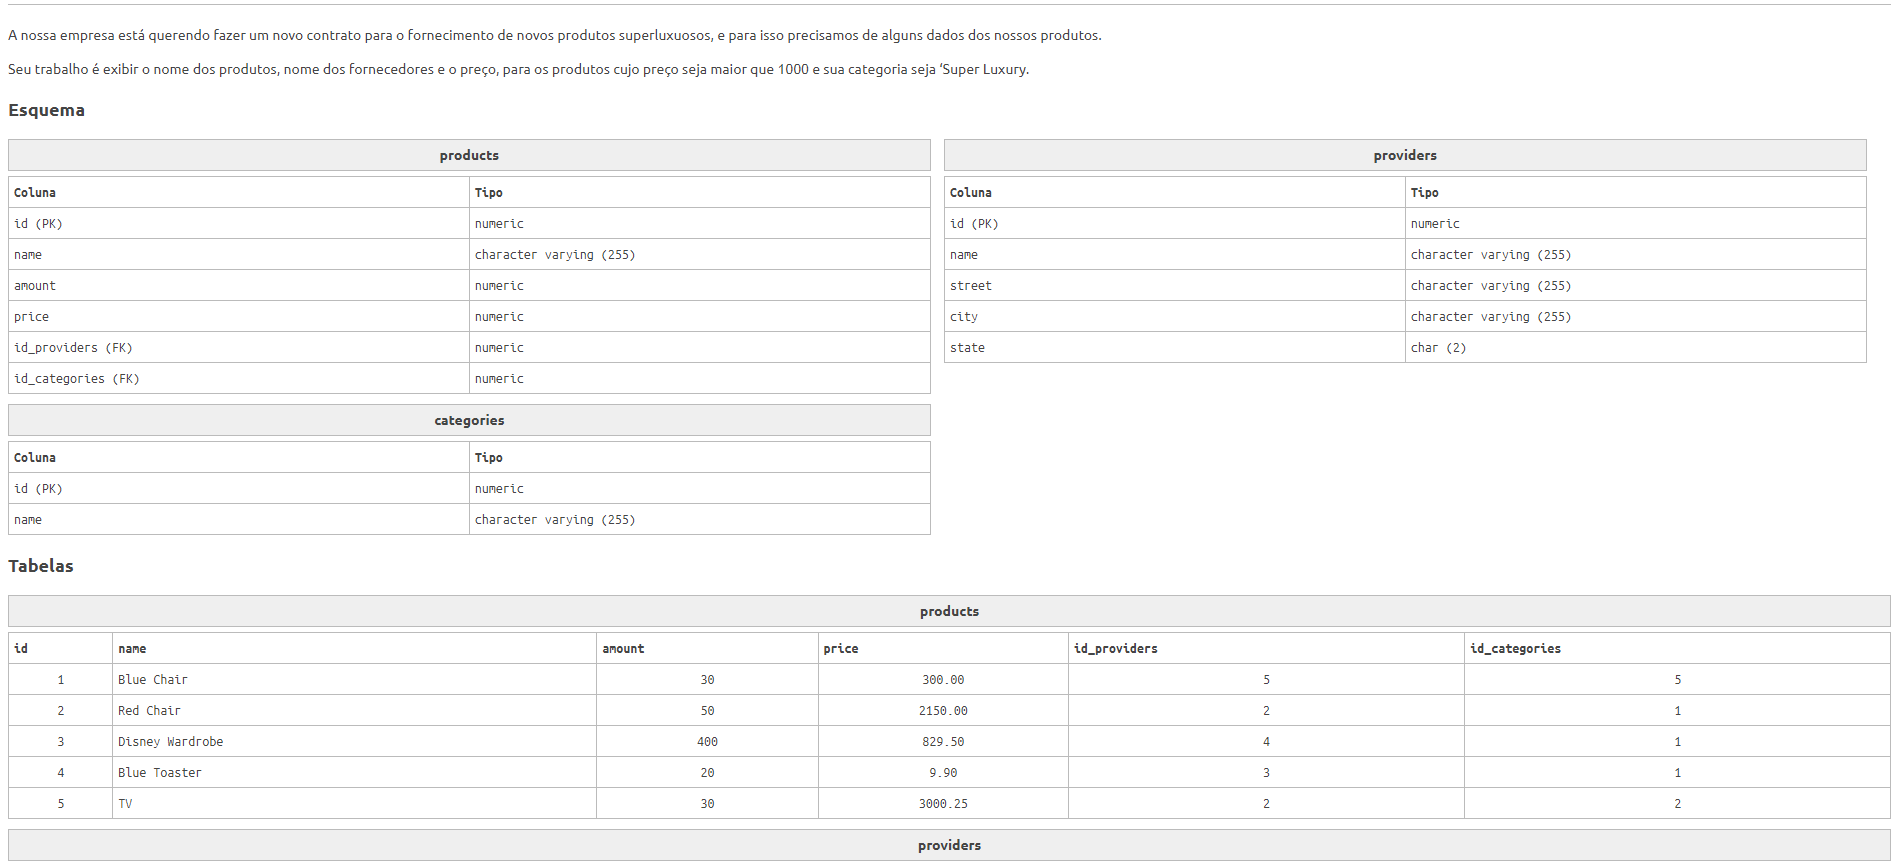 A nossa empresa está querendo fazer um novo contrato para o fornecimento de novos produtos superluxuosos, e para isso precisamos de alguns dados dos nossos produtos.
Seu trabalho é exibir o nome dos produtos, nome dos fornecedores e o preço, para os produtos cujo preço seja maior que 1000 e sua categoria seja ‘Super Luxury.
Esquema
products
Coluna Tipo
id (PK) numeric
name character varying (255)
amount numeric
price numeric
id_providers (FK) numeric
id_categories (FK) numeric
providers
Coluna Tipo
id (PK) numeric
name character varying (255)
street character varying (255)
city character varying (255)
state char (2)
categories
Coluna Tipo
id (PK) numeric
name character varying (255)
Tabelas
products
id name amount price id_providers id_categories
1 Blue Chair 30 300.00 5 5
2 Red Chair 50 2150.00 2 1
3 Disney Wardrobe 400 829.50 4 1
4 Blue Toaster 20 9.90 3 1
5 TV 30 3000.25 2 2
providers